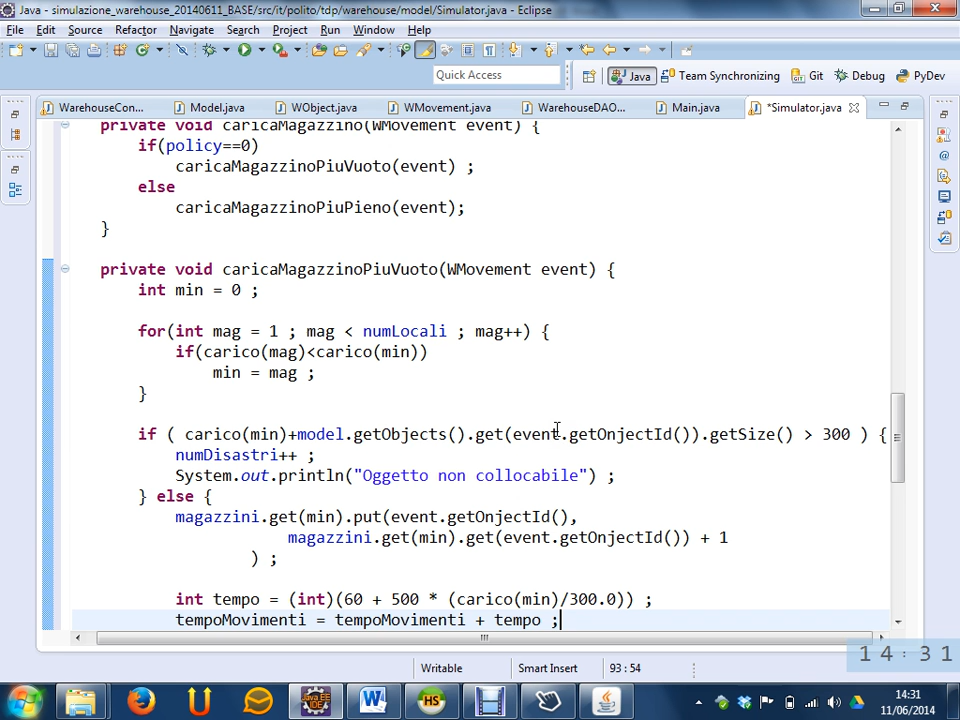 Java - simulazione_warehouse_20140611_BASE/src/it/polito/tdp/warehouse/model/Simulator.java - Eclipse
File Edit Source Refactor Navigate Search Project Run Window Help
Quick Access
Java Team Synchronizing Git Debug PyDev
WarehouseCon... Model.java WObject.java WMovement.java WarehouseDAO... Main.java *Simulator.java
private void caricaMagazzino(WMovement event) {
if(policy==0)
caricaMagazzinoPiuVuoto(event) ;
else
caricaMagazzinoPiuPieno(event);
}
private void caricaMagazzinoPiuVuoto(WMovement event) {
int min = 0 ;
for(int mag = 1 ; mag < numLocali ; mag++) {
if(carico(mag)<carico(min))
min = mag ;
}
if ( carico(min)+model.getObjects().get(event.getOnjectId()).getSize() > 300 ) {
numDisastri++ ;
System.out.println("Oggetto non collocabile") ;
} else {
magazzini.get(min).put(event.getOnjectId(),
magazzini.get(min).get(event.getOnjectId()) + 1
) ;
int tempo = (int)(60 + 500 * (carico(min)/300.0)) ;
tempoMovimenti = tempoMovimenti + tempo ;
14:31
Writable Smart Insert 93 : 54
14:31
11/06/2014